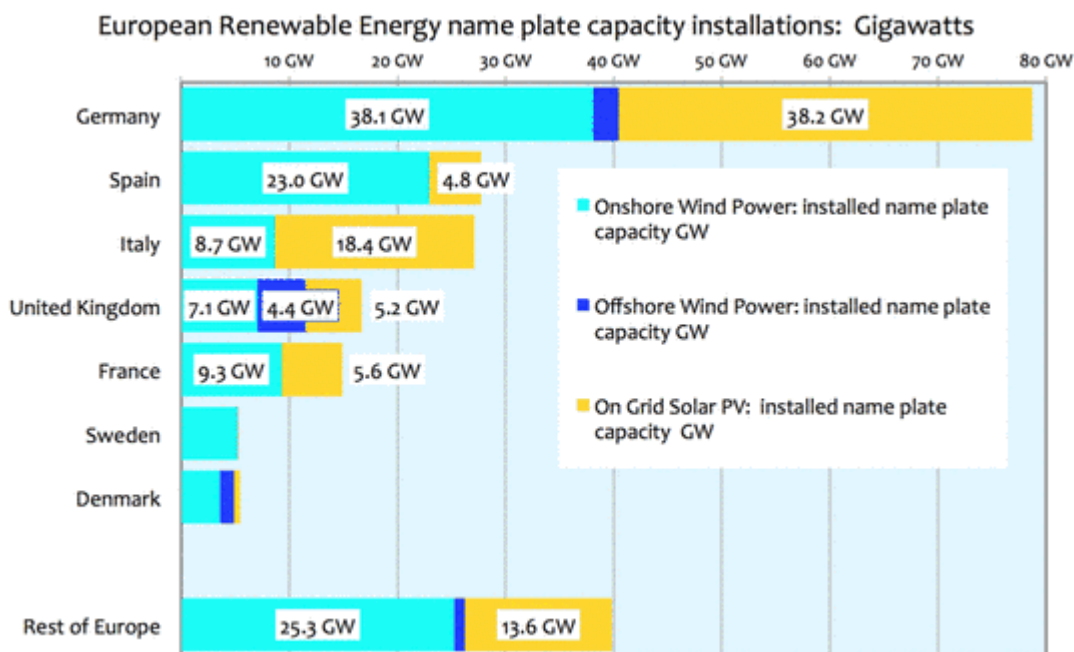 European Renewable Energy name plate capacity installations: Gigawatts
10 GW 20 GW 30 GW 40 GW 50 GW 60 GW 70 GW 80 GW
Germany 38.1 GW 38.2 GW
Spain 23.0 GW 4.8 GW
Onshore Wind Power: installed name plate
capacity GW
Italy 8.7 GW 18.4 GW
United Kingdom 7.1 GW 4.4 GW 5.2 GW
Offshore Wind Power: installed name plate
capacity GW
France 9.3 GW 5.6 GW
On Grid Solar PV: installed name plate
capacity GW
Sweden
Denmark
Rest of Europe 25.3 GW 13.6 GW